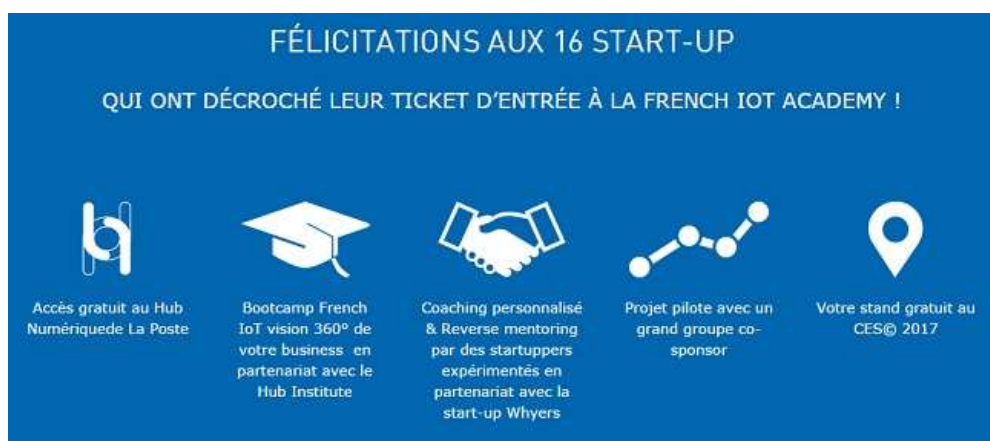 FÉLICITATIONS AUX 16 START-UP
QUI ONT DÉCROCHÉ LEUR TICKET D'ENTRÉE À LA FRENCH IOT ACADEMY !
Accès gratuit au Hub
Numériquede La Poste
Bootcamp French
IoT vision 360° de
votre business en
partenariat avec le
Hub Institute
Coaching personnalisé
& Reverse mentoring
par des startuppers
expérimentés en
partenariat avec la
start-up Whyers
Projet pilote avec un
grand groupe co-
sponsor
Votre stand gratuit au
CES© 2017